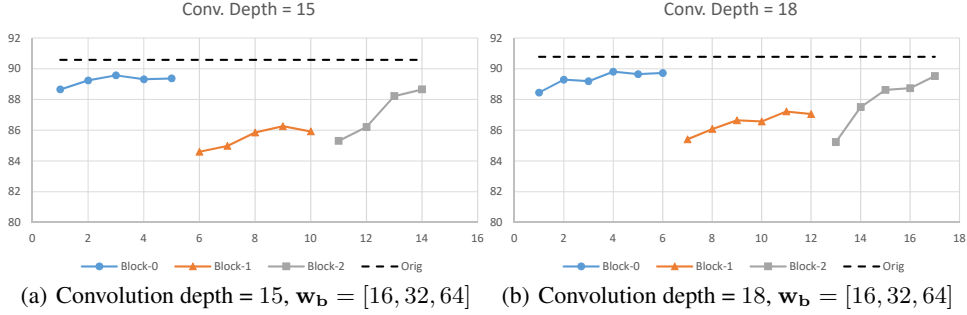 Conv. Depth = 15
92
90
88
86
84
82
80
0 2 4 6 8 10 12 14 16
Block-0 Block-1 Block-2 Orig
(a) Convolution depth = 15, w_b = [16, 32, 64]
Conv. Depth = 18
92
90
88
86
84
82
80
0 2 4 6 8 10 12 14 16 18
Block-0 Block-1 Block-2 Orig
(b) Convolution depth = 18, w_b = [16, 32, 64]